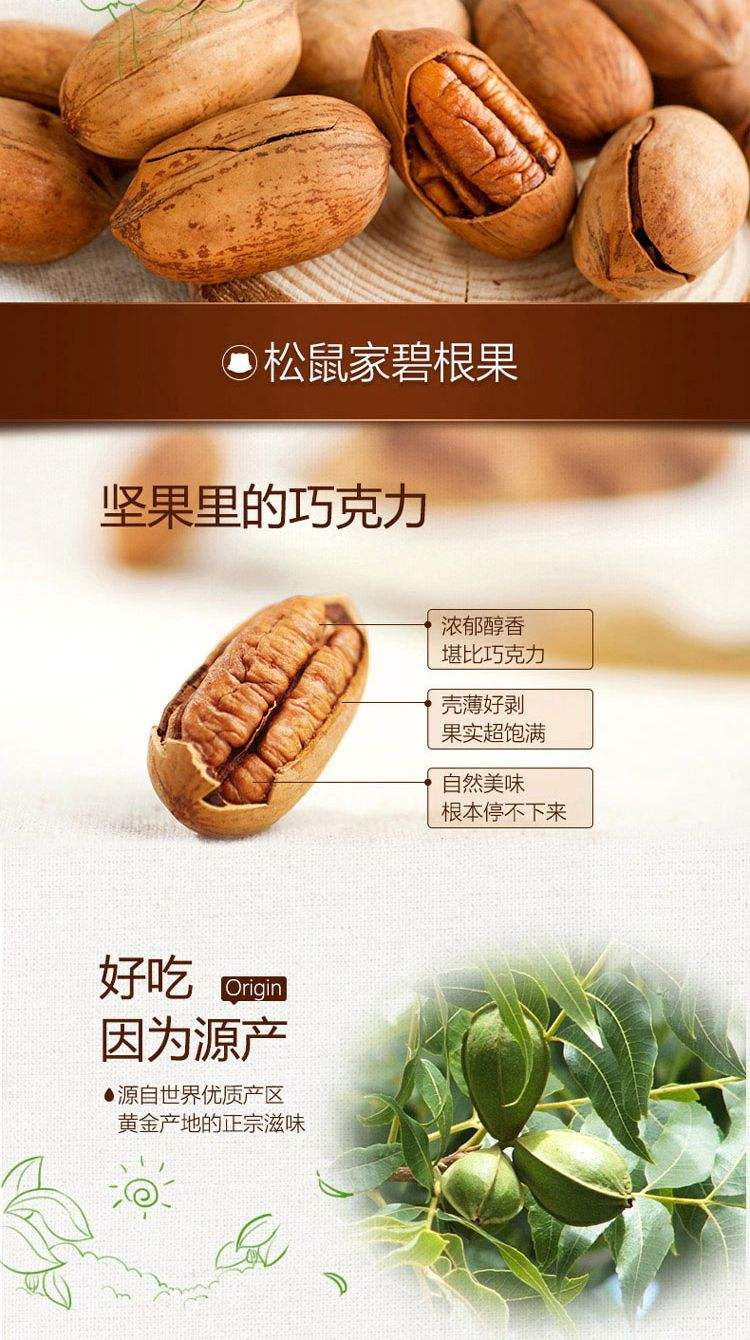 松鼠家碧根果
坚果里的巧克力
浓郁醇香
堪比巧克力
壳薄好剥
果实超饱满
自然美味
根本停不下来
好吃
Origin
因为源产
源自世界优质产区
黄金产地的正宗滋味